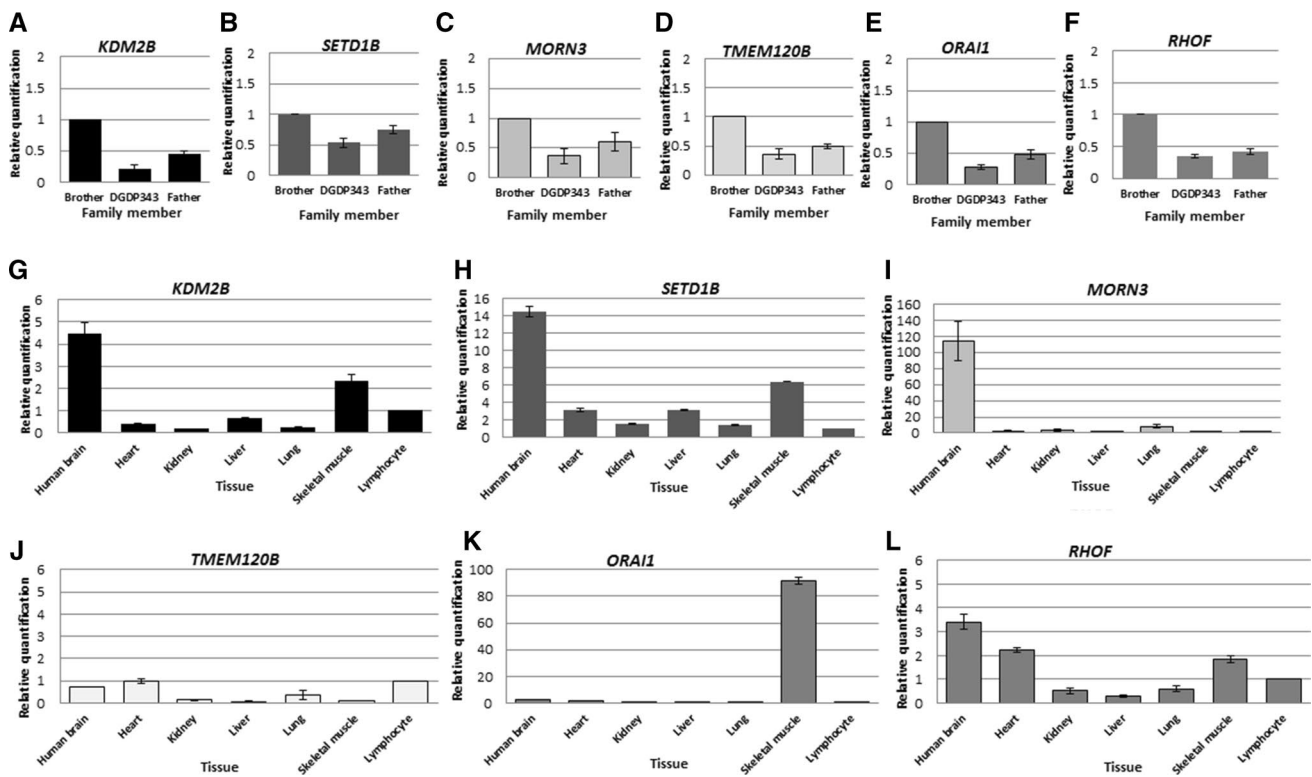 A
KDM2B
Relative quantification
2
1.5
1
0.5
0
Brother DGDP343 Father
Family member
B
SETD1B
Relative quantification
2
1.5
1
0.5
0
Brother DGDP343 Father
Family member
C
MORN3
Relative quantification
2
1.5
1
0.5
0
Brother DGDP343 Father
Family member
D
TMEM120B
Relative quantification
2
1.5
1
0.5
0
Brother DGDP343 Father
Family member
E
ORAI1
Relative quantification
2
1.5
1
0.5
0
Brother DGDP343 Father
Family member
F
RHOF
Relative quantification
2
1.5
1
0.5
0
Brother DGDP343 Father
Family member
G
KDM2B
Relative quantification
6
5
4
3
2
1
0
Human brain
Heart
Kidney
Liver
Lung
Skeletal muscle
Lymphocyte
Tissue
H
SETD1B
Relative quantification
16
14
12
10
8
6
4
2
0
Human brain
Heart
Kidney
Liver
Lung
Skeletal muscle
Lymphocyte
Tissue
I
MORN3
Relative quantification
160
140
120
100
80
60
40
20
0
Human brain
Heart
Kidney
Liver
Lung
Skeletal muscle
Lymphocyte
Tissue
J
TMEM120B
Relative quantification
6
5
4
3
2
1
0
Human brain
Heart
Kidney
Liver
Lung
Skeletal muscle
Lymphocyte
Tissue
K
ORAI1
Relative quantification
100
80
60
40
20
0
Human brain
Heart
Kidney
Liver
Lung
Skeletal muscle
Lymphocyte
Tissue
L
RHOF
Relative quantification
6
5
4
3
2
1
0
Human brain
Heart
Kidney
Liver
Lung
Skeletal muscle
Lymphocyte
Tissue